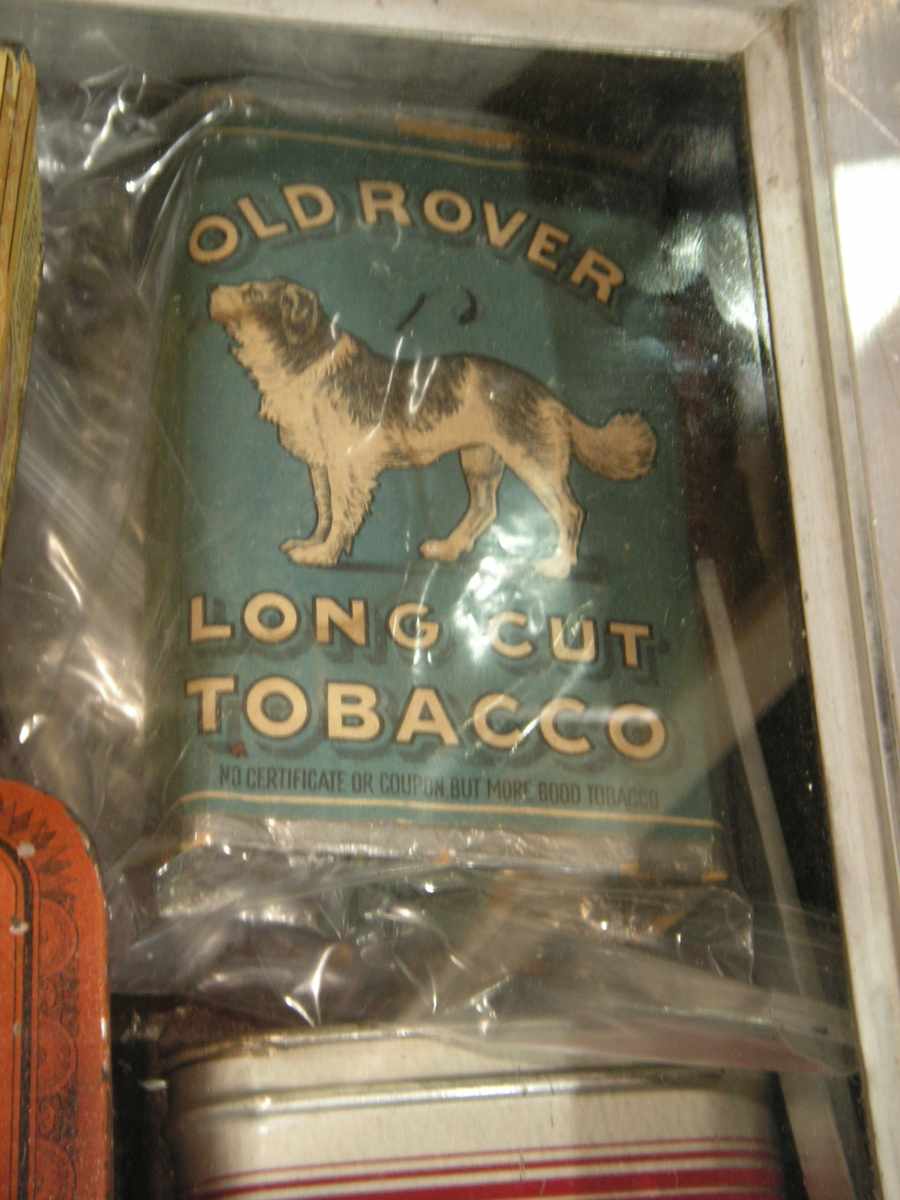 OLD ROVER
LONG CUT
TOBACCO
NO CERTIFICATE OR COUPON BUT MORE GOOD TOBACCO